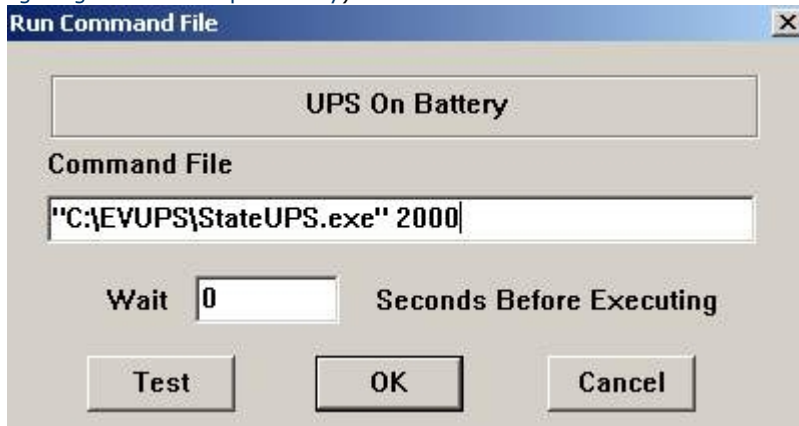 Run Command File
UPS On Battery
Command File
"C:\EVUPS\StateUPS.exe" 2000
Wait 0 Seconds Before Executing
Test OK Cancel